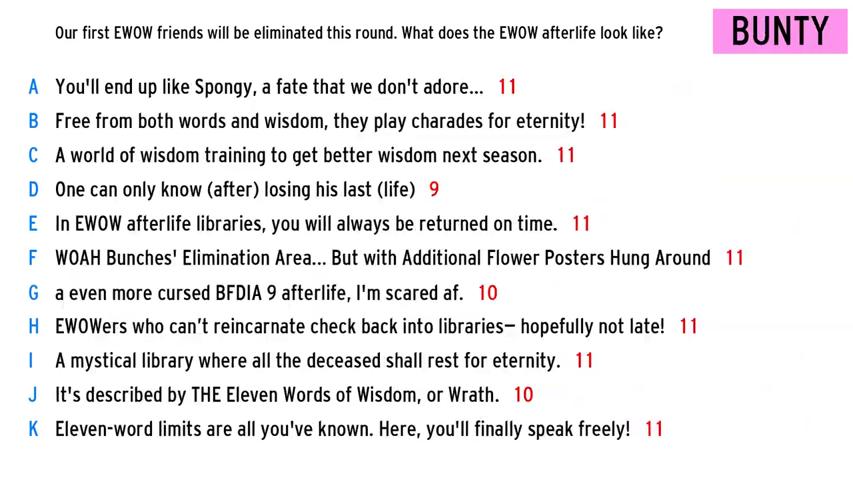 Our first EWOW friends will be eliminated this round. What does the EWOW afterlife look like?
BUNTY
A You'll end up like Spongy, a fate that we don't adore... 11
B Free from both words and wisdom, they play charades for eternity! 11
C A world of wisdom training to get better wisdom next season. 11
D One can only know (after) losing his last (life) 9
E In EWOW afterlife libraries, you will always be returned on time. 11
F WOAH Bunches' Elimination Area... But with Additional Flower Posters Hung Around 11
G a even more cursed BFDIA 9 afterlife, I'm scared af. 10
H EWOWers who can’t reincarnate check back into libraries— hopefully not late! 11
I A mystical library where all the deceased shall rest for eternity. 11
J It's described by THE Eleven Words of Wisdom, or Wrath. 10
K Eleven-word limits are all you've known. Here, you'll finally speak freely! 11